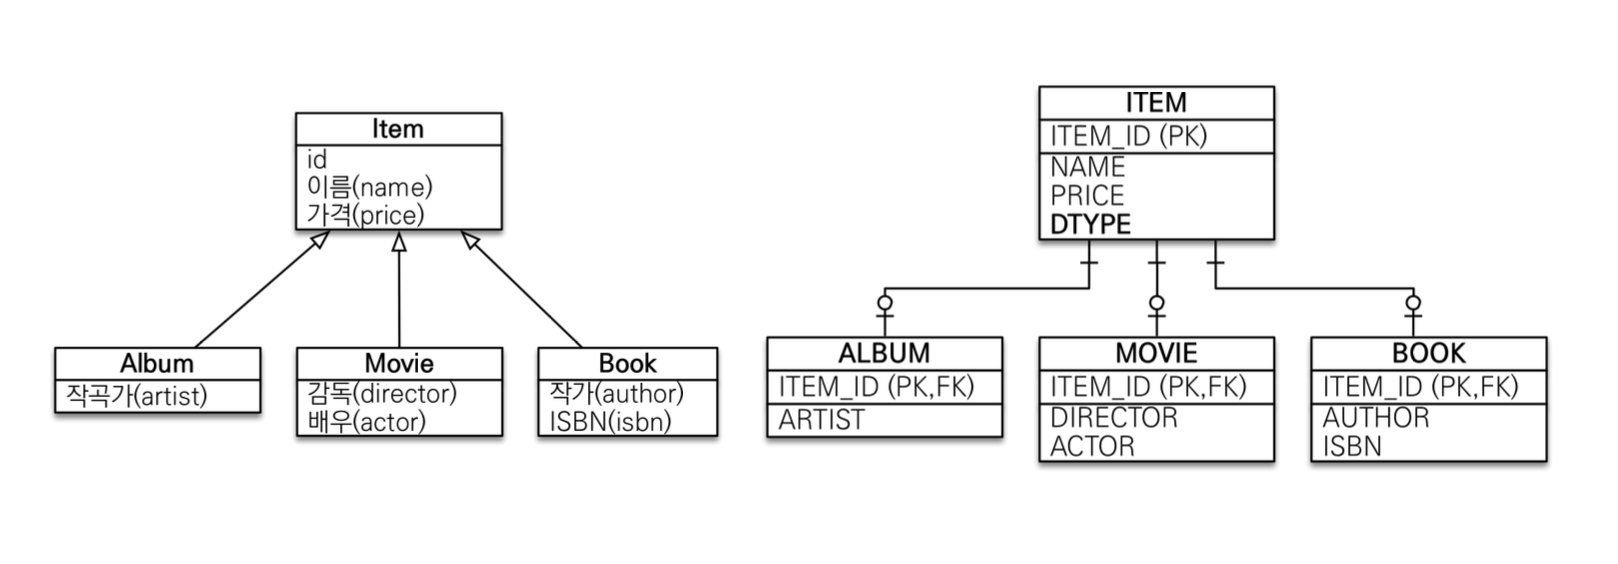 Item
id
이름(name)
가격(price)
Album
작곡가(artist)
Movie
감독(director)
배우(actor)
Book
작가(author)
ISBN(isbn)
ITEM
ITEM_ID (PK)
NAME
PRICE
DTYPE
ALBUM
ITEM_ID (PK,FK)
ARTIST
MOVIE
ITEM_ID (PK,FK)
DIRECTOR
ACTOR
BOOK
ITEM_ID (PK,FK)
AUTHOR
ISBN